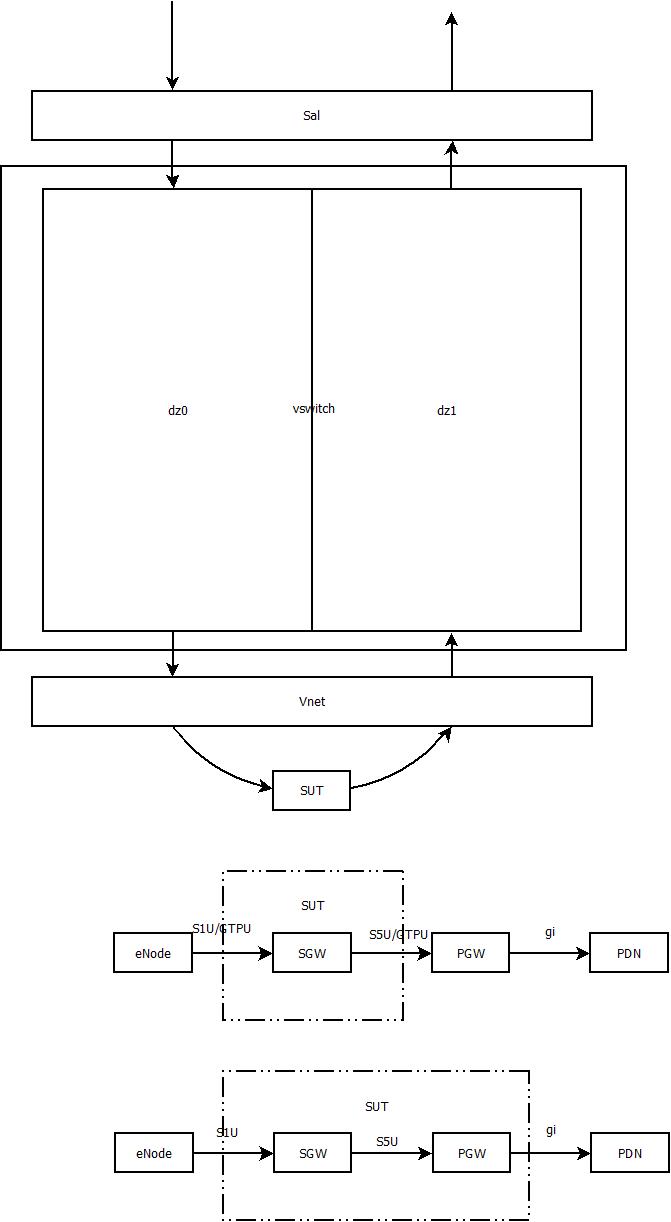 Sal
dz0
vswitch
dz1
Vnet
SUT
SUT
S1U/GTPU
S5U/GTPU
gi
eNode
SGW
PGW
PDN
SUT
S1U
S5U
gi
eNode
SGW
PGW
PDN